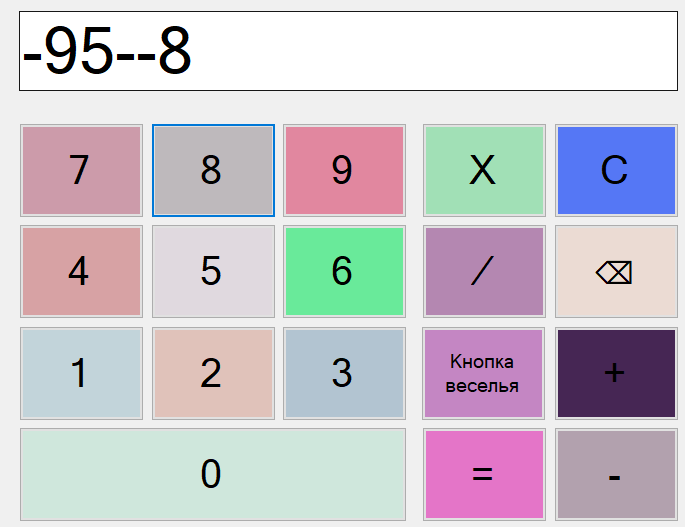 -95--8
7 8 9 X C
4 5 6 / ⌫
1 2 3 Кнопка
веселья +
0 = -